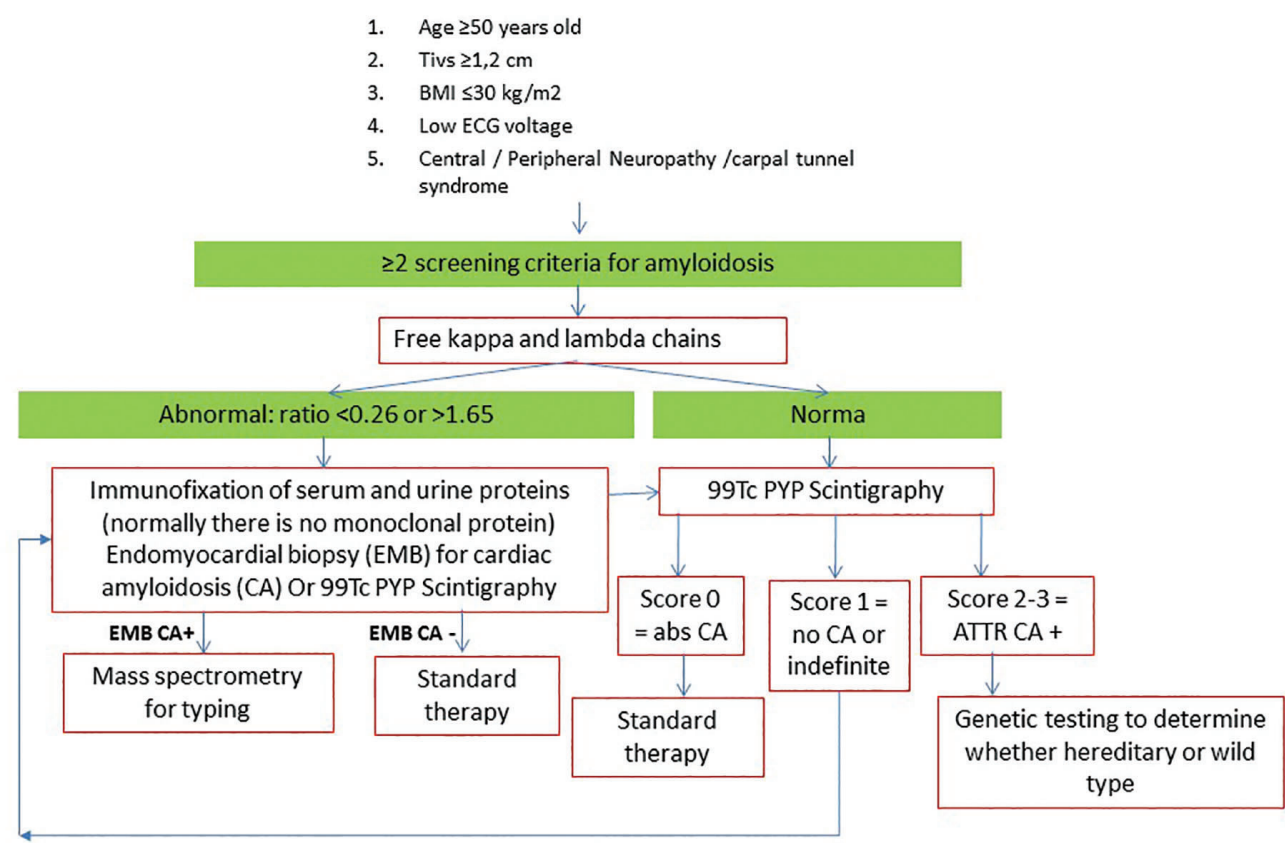 1. Age ≥50 years old
2. Tivs ≥1,2 cm
3. BMI ≤30 kg/m2
4. Low ECG voltage
5. Central / Peripheral Neuropathy /carpal tunnel
syndrome
≥2 screening criteria for amyloidosis
Free kappa and lambda chains
Abnormal: ratio <0.26 or >1.65
Norma
Immunofixation of serum and urine proteins
(normally there is no monoclonal protein)
Endomyocardial biopsy (EMB) for cardiac
amyloidosis (CA) Or 99Tc PYP Scintigraphy
99Tc PYP Scintigraphy
EMB CA+
EMB CA -
Mass spectrometry
for typing
Standard
therapy
Score 0
= abs CA
Score 1 =
no CA or
indefinite
Score 2-3 =
ATTR CA +
Standard
therapy
Genetic testing to determine
whether hereditary or wild
type